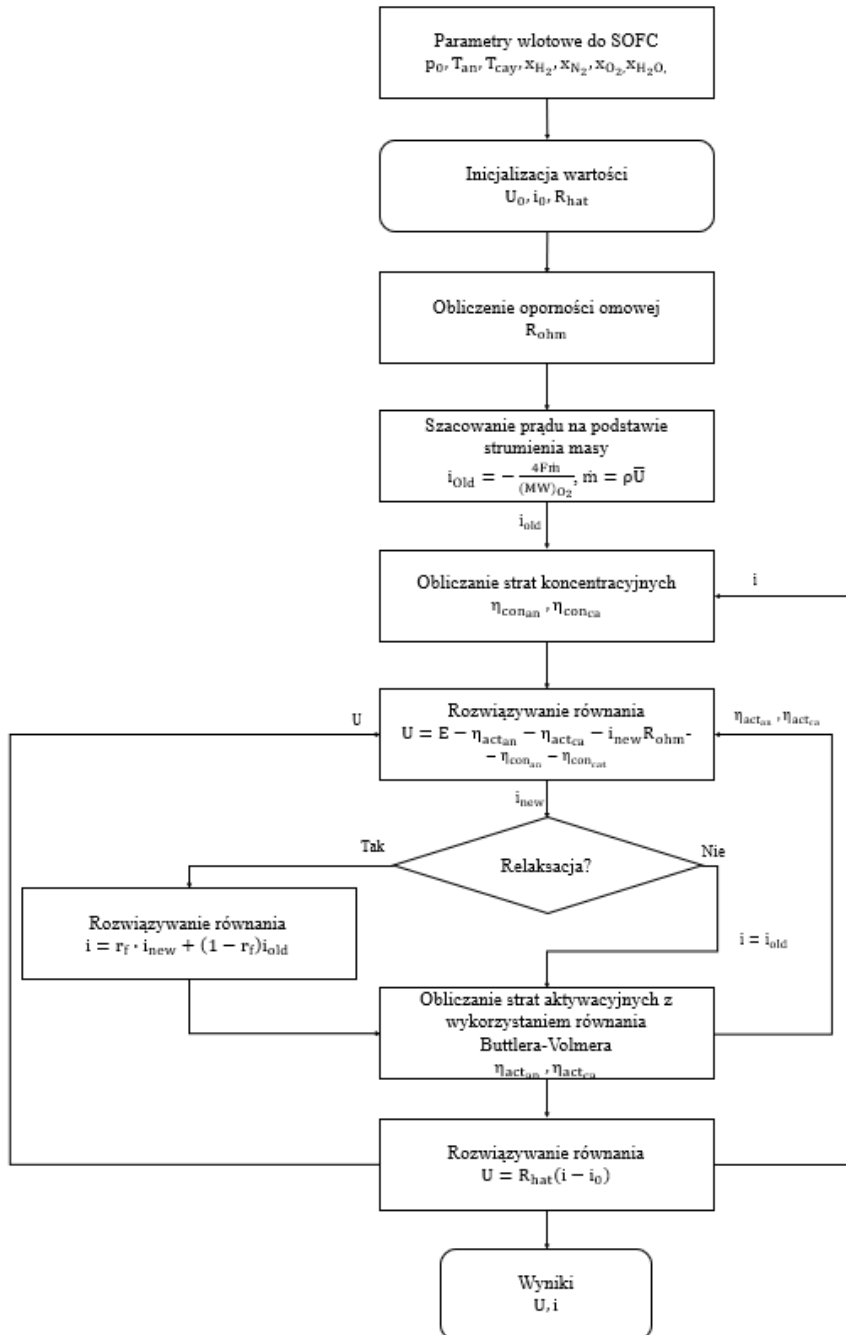 Parametry wlotowe do SOFC
p₀, Tₐₙ, T_cay, x_H₂, x_N₂, x_O₂, x_H₂O,
Inicjalizacja wartości
U₀, i₀, R_hat
Obliczenie oporności omowej
R_ohm
Szacowanie prądu na podstawie
strumienia masy
i_Old = − 4Fṁ/(MW)_O₂, ṁ = ρU̅
i_old
Obliczanie strat koncentracyjnych
η_con_an , η_con_ca
i
Rozwiązywanie równania
U = E − η_act_an − η_act_ca − i_new R_ohm -
− η_con_an − η_con_cat
U
η_act_an , η_act_ca
i_new
Relaksacja?
Tak
Nie
Rozwiązywanie równania
i = r_f · i_new + (1 − r_f)i_old
i = i_old
Obliczanie strat aktywacyjnych z
wykorzystaniem równania
Buttlera-Volmera
η_act_an , η_act_ca
Rozwiązywanie równania
U = R_hat(i − i₀)
Wyniki
U, i